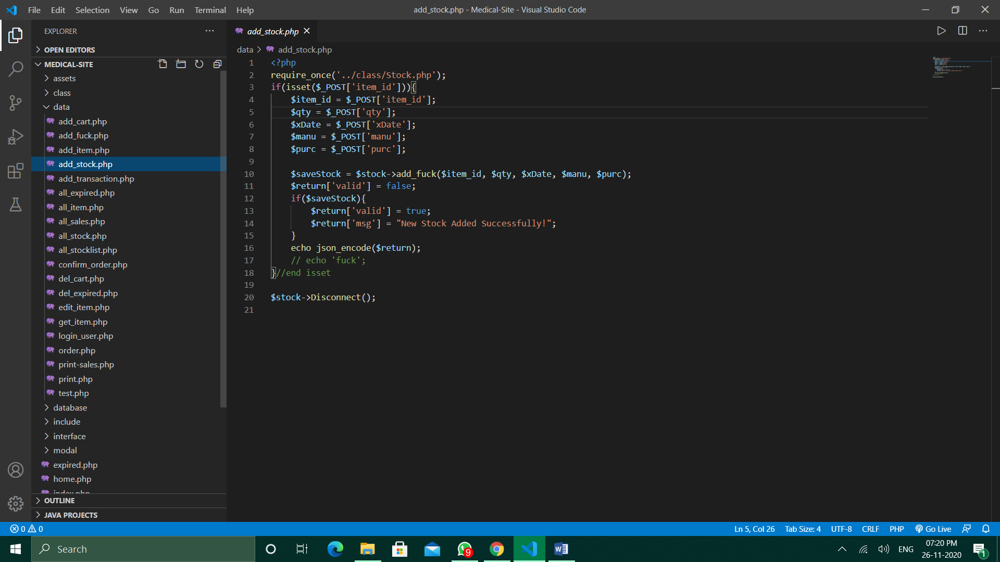 File Edit Selection View Go Run Terminal Help
add_stock.php - Medical-Site - Visual Studio Code
EXPLORER
OPEN EDITORS
MEDICAL-SITE
assets
class
data
add_cart.php
add_fuck.php
add_item.php
add_stock.php
add_transaction.php
all_expired.php
all_item.php
all_sales.php
all_stock.php
all_stocklist.php
confirm_order.php
del_cart.php
del_expired.php
edit_item.php
get_item.php
login_user.php
order.php
print-sales.php
print.php
test.php
database
include
interface
modal
expired.php
home.php
index.php
OUTLINE
JAVA PROJECTS
add_stock.php
data > add_stock.php
1 <?php
2 require_once('../class/Stock.php');
3 if(isset($_POST['item_id'])){
4 $item_id = $_POST['item_id'];
5 $qty = $_POST['qty'];
6 $xDate = $_POST['xDate'];
7 $manu = $_POST['manu'];
8 $purc = $_POST['purc'];
9
10 $saveStock = $stock->add_fuck($item_id, $qty, $xDate, $manu, $purc);
11 $return['valid'] = false;
12 if($saveStock){
13 $return['valid'] = true;
14 $return['msg'] = "New Stock Added Successfully!";
15 }
16 echo json_encode($return);
17 // echo 'fuck';
18 }//end isset
19
20 $stock->Disconnect();
21
0 0
Ln 5, Col 26 Tab Size: 4 UTF-8 CRLF PHP Go Live
Search
9
ENG
07:20 PM
26-11-2020
1